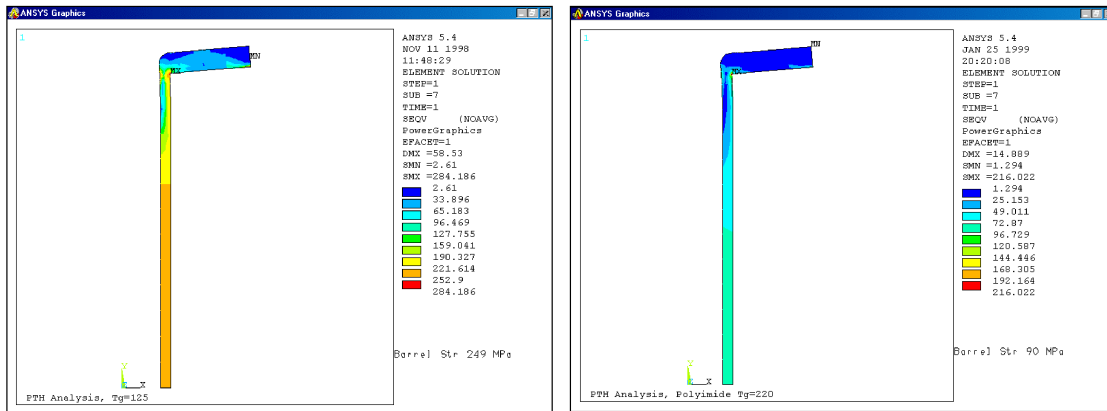 ANSYS Graphics
1
MN
MX
ANSYS 5.4
NOV 11 1998
11:48:29
ELEMENT SOLUTION
STEP=1
SUB =7
TIME=1
SEQV (NOAVG)
PowerGraphics
EFACET=1
DMX =58.53
SMN =2.61
SMX =284.186
2.61
33.896
65.183
96.469
127.755
159.041
190.327
221.614
252.9
284.186
Barrel Str 249 MPa
Y
Z X
PTH Analysis, Tg=125
ANSYS Graphics
1
MN
MX
ANSYS 5.4
JAN 25 1999
20:20:08
ELEMENT SOLUTION
STEP=1
SUB =7
TIME=1
SEQV (NOAVG)
PowerGraphics
EFACET=1
DMX =14.889
SMN =1.294
SMX =216.022
1.294
25.153
49.011
72.87
96.729
120.587
144.446
168.305
192.164
216.022
Barrel Str 90 MPa
Y
Z X
PTH Analysis, Polyimide Tg=220